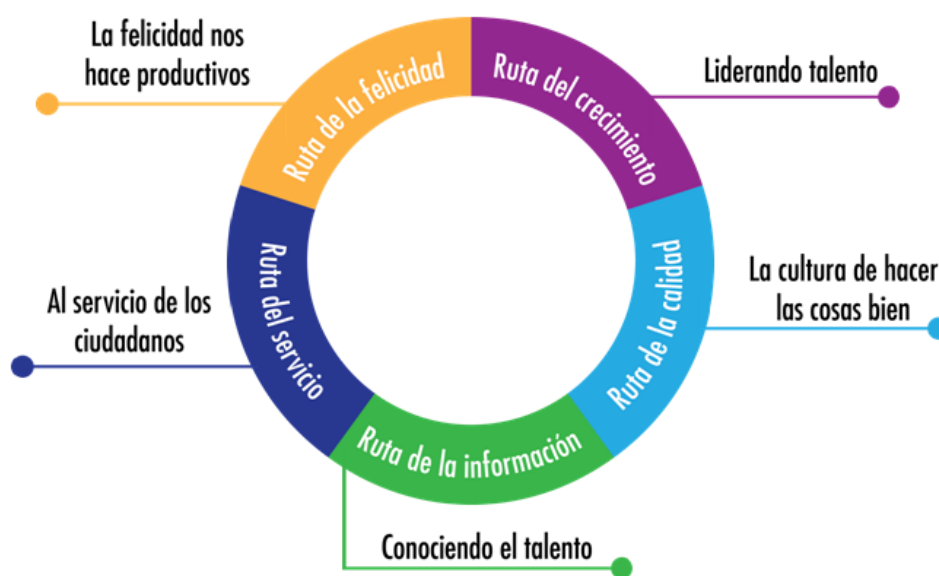 La felicidad nos
hace productivos
Ruta de la felicidad
Ruta del crecimiento
Liderando talento
Al servicio de los
ciudadanos
Ruta del servicio
Ruta de la calidad
La cultura de hacer
las cosas bien
Ruta de la información
Conociendo el talento